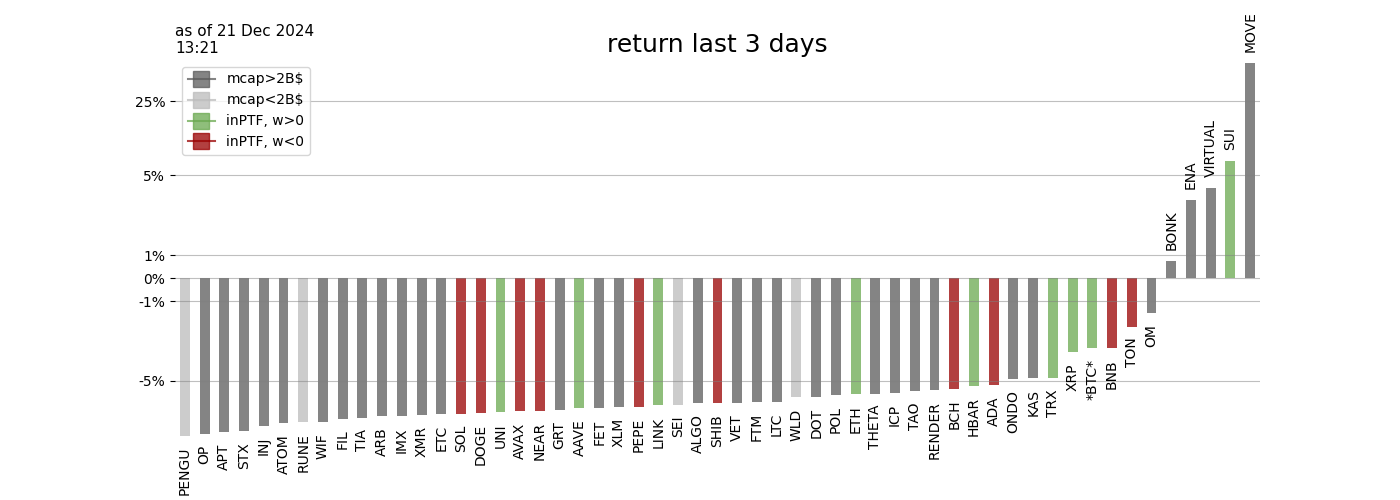 as of 21 Dec 2024
13:21
return last 3 days
mcap>2B$
mcap<2B$
inPTF, w>0
inPTF, w<0
25%
5%
1%
0%
-1%
-5%
PENGU
OP
APT
STX
INJ
ATOM
RUNE
WIF
FIL
TIA
ARB
IMX
XMR
ETC
SOL
DOGE
UNI
AVAX
NEAR
GRT
AAVE
FET
XLM
PEPE
LINK
SEI
ALGO
SHIB
VET
FTM
LTC
WLD
DOT
POL
ETH
THETA
ICP
TAO
RENDER
BCH
HBAR
ADA
ONDO
KAS
TRX
XRP
*BTC*
BNB
TON
OM
BONK
ENA
VIRTUAL
SUI
MOVE